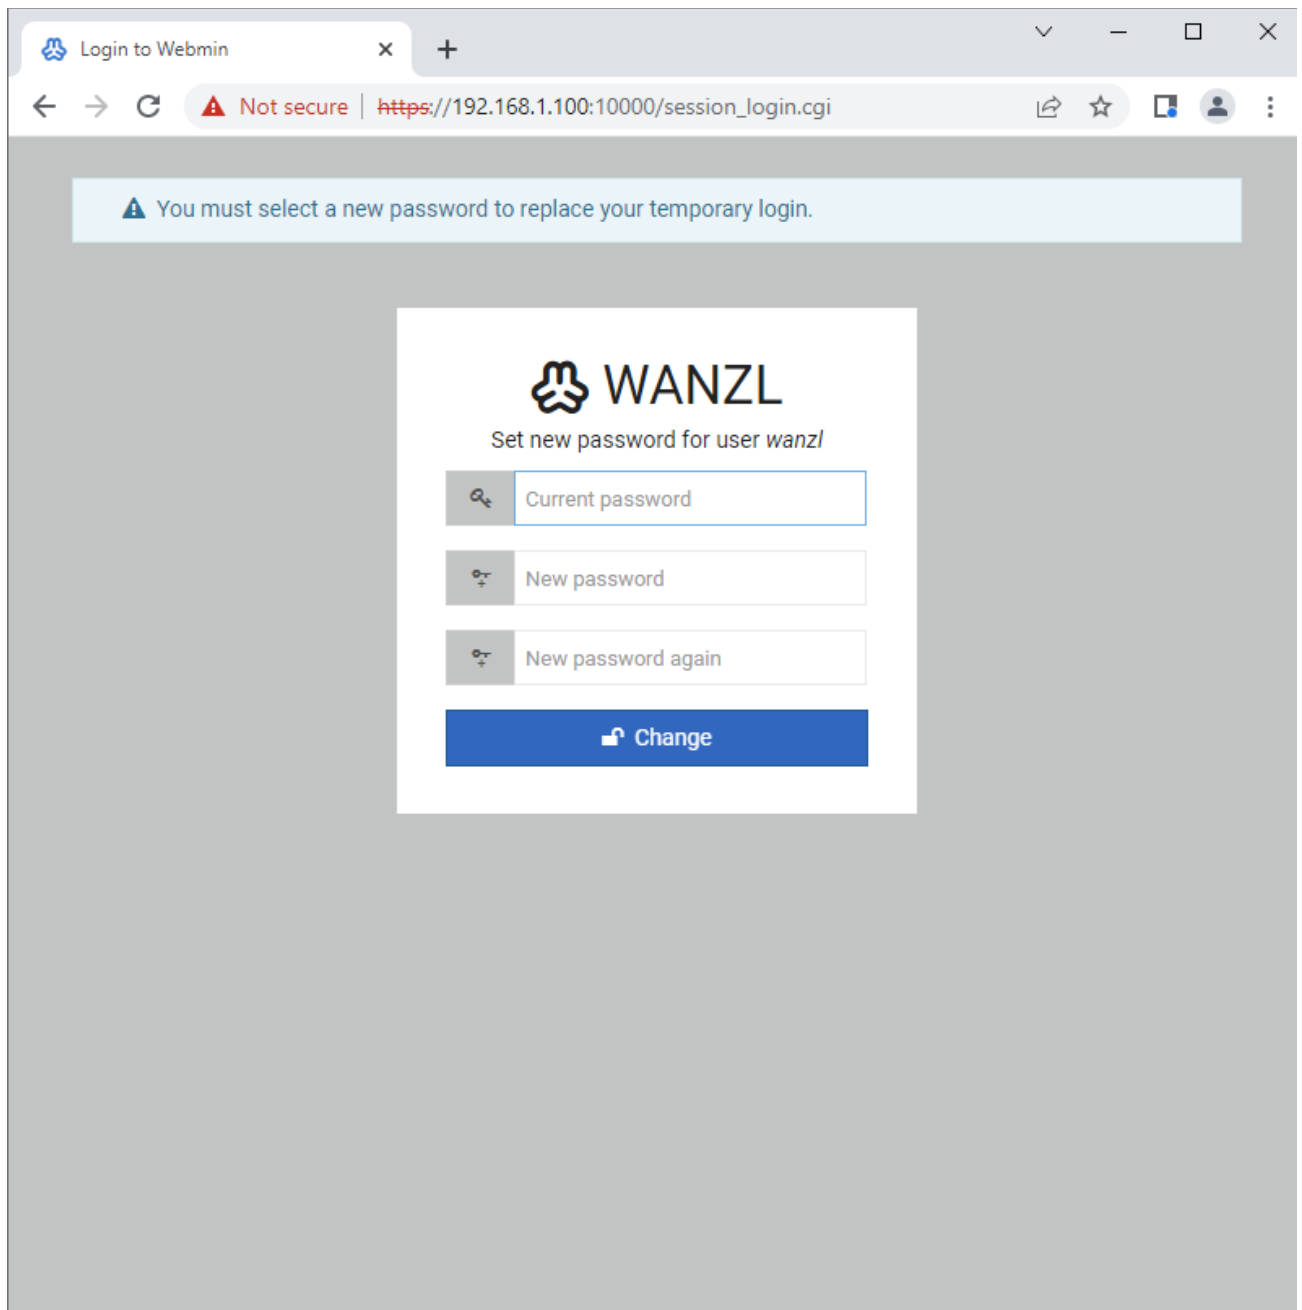 Login to Webmin
Not secure https://192.168.1.100:10000/session_login.cgi
You must select a new password to replace your temporary login.
WANZL
Set new password for user wanzl
Current password
New password
New password again
Change